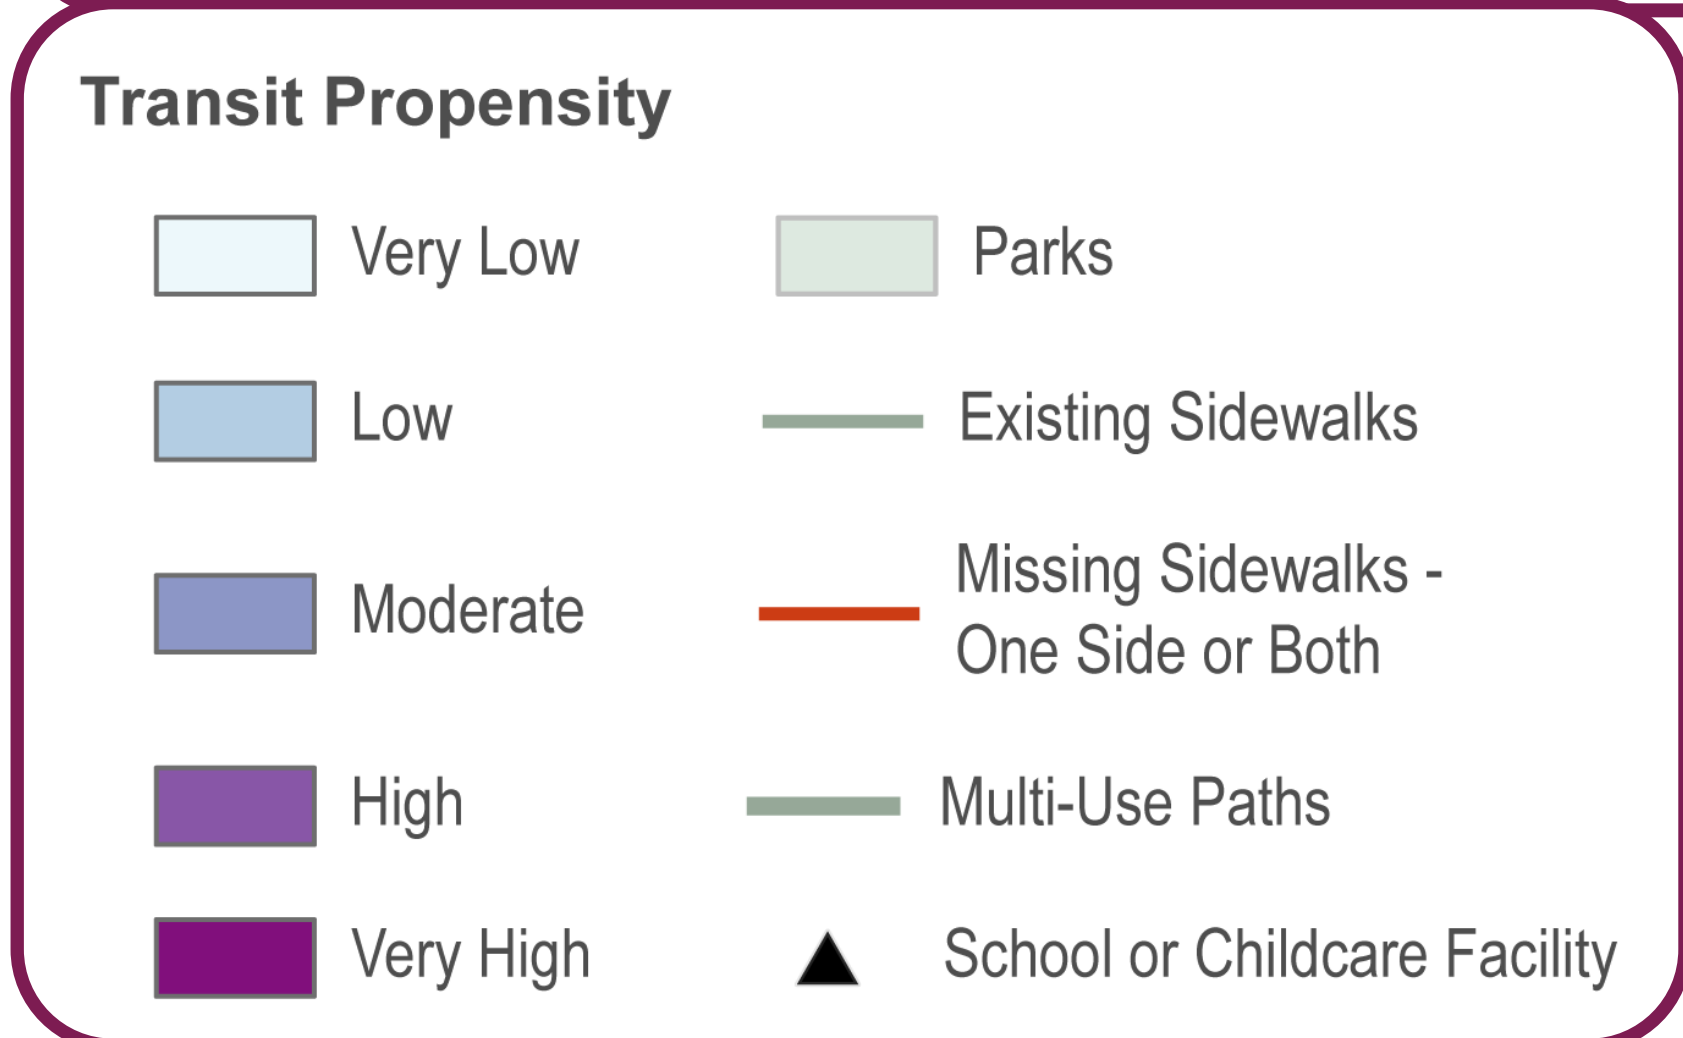 Transit Propensity
Very Low
Low
Moderate
High
Very High
Parks
Existing Sidewalks
Missing Sidewalks -
One Side or Both
Multi-Use Paths
School or Childcare Facility